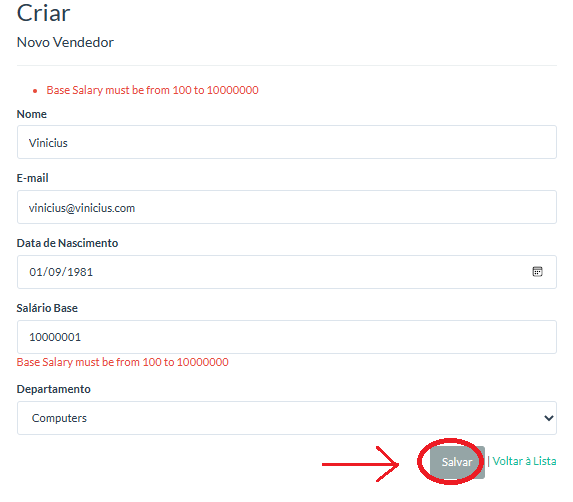 Criar
Novo Vendedor
Base Salary must be from 100 to 10000000
Nome
Vinicius
E-mail
vinicius@vinicius.com
Data de Nascimento
01/09/1981
Salário Base
10000001
Base Salary must be from 100 to 10000000
Departamento
Computers
Salvar | Voltar à Lista